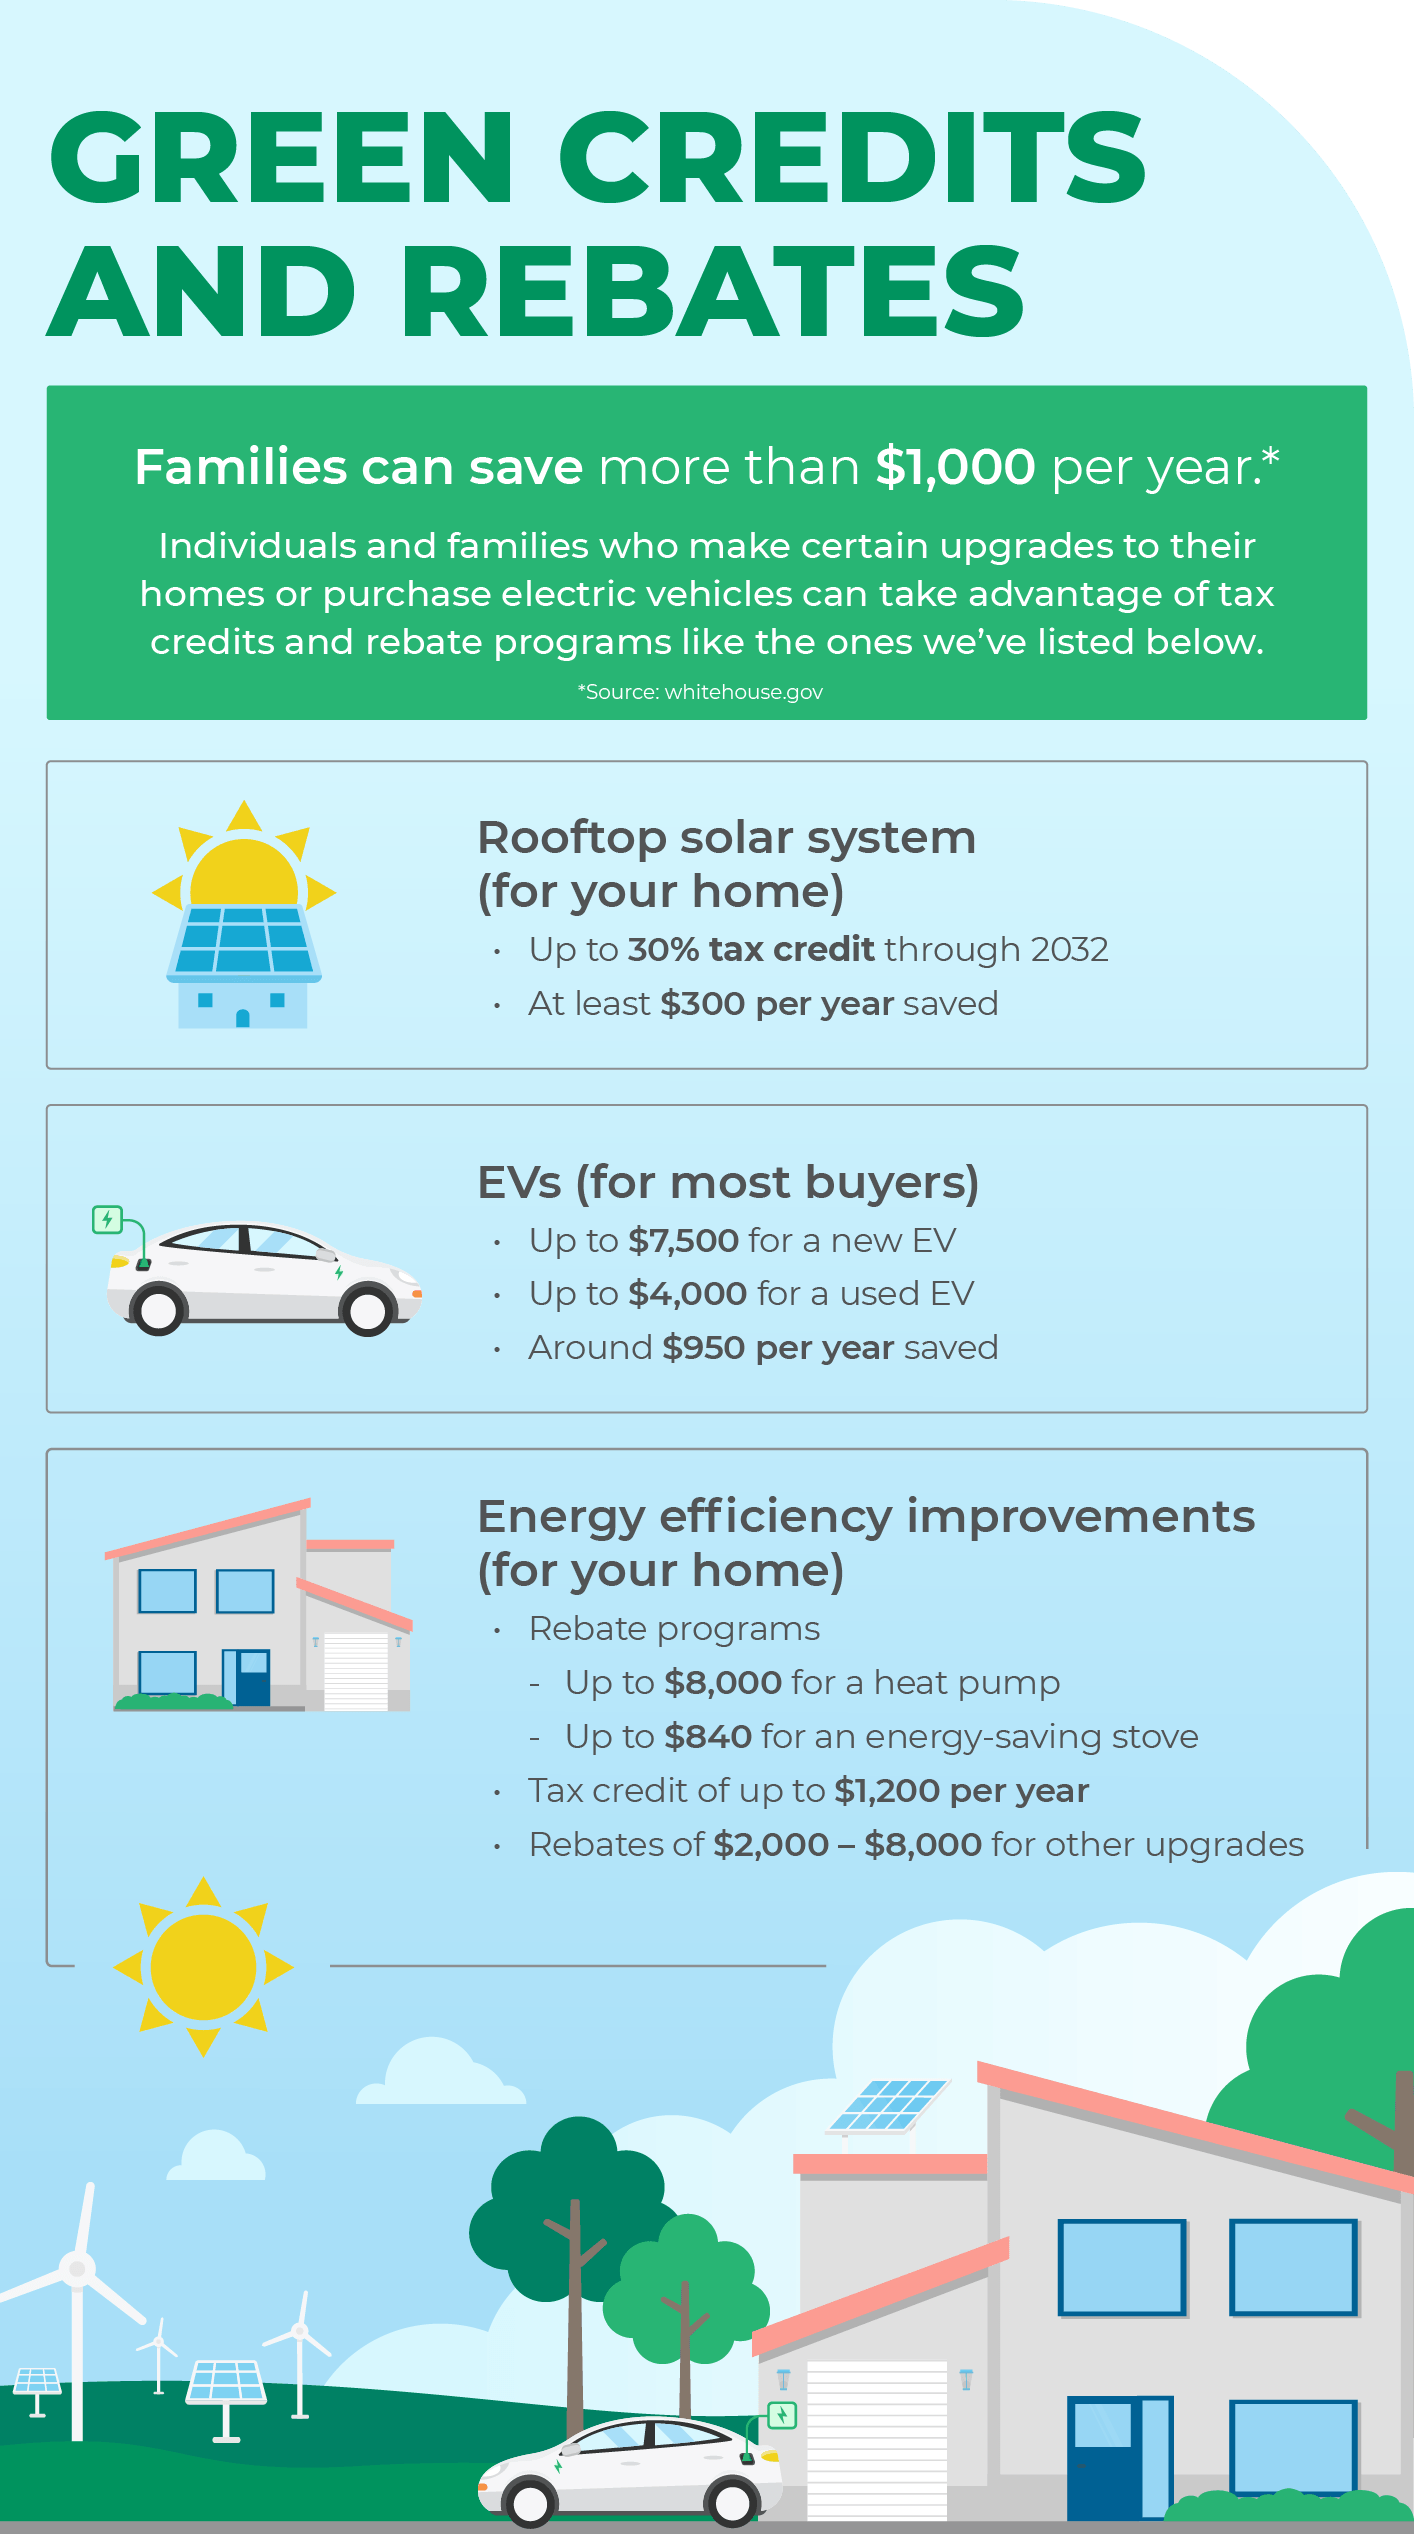 GREEN CREDITS
AND REBATES
Families can save more than $1,000 per year.*
Individuals and families who make certain upgrades to their
homes or purchase electric vehicles can take advantage of tax
credits and rebate programs like the ones we’ve listed below.
*Source: whitehouse.gov
Rooftop solar system
(for your home)
• Up to 30% tax credit through 2032
• At least $300 per year saved
EVs (for most buyers)
• Up to $7,500 for a new EV
• Up to $4,000 for a used EV
• Around $950 per year saved
Energy efficiency improvements
(for your home)
• Rebate programs
- Up to $8,000 for a heat pump
- Up to $840 for an energy-saving stove
• Tax credit of up to $1,200 per year
• Rebates of $2,000 – $8,000 for other upgrades